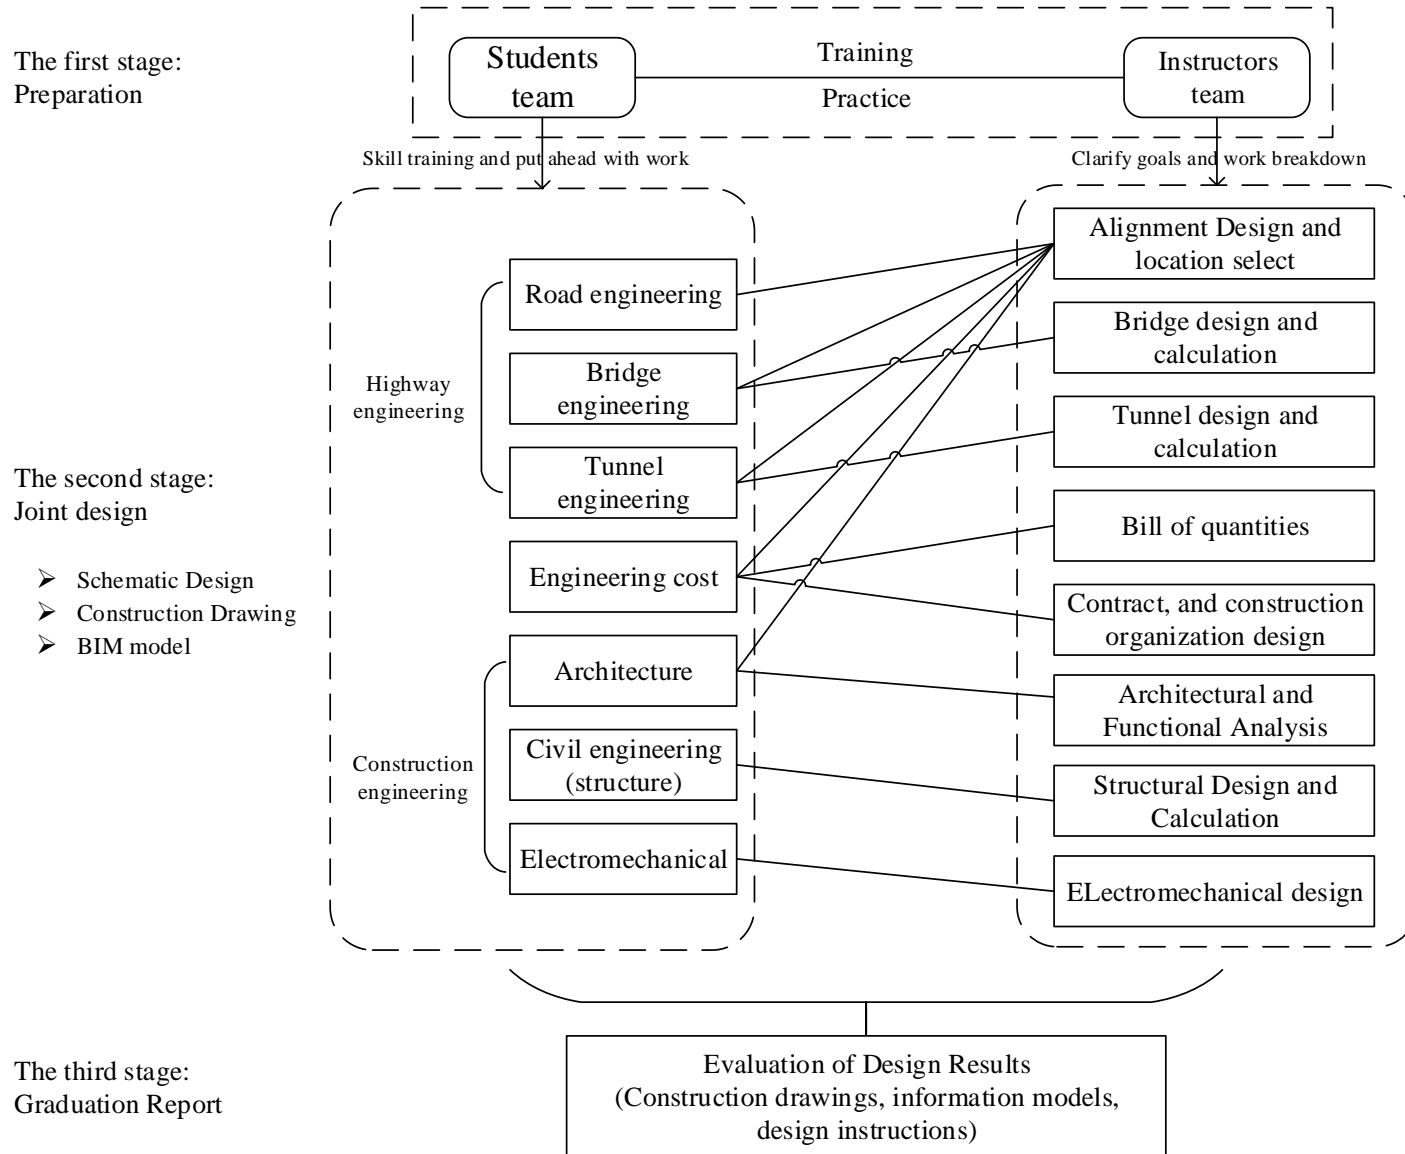 The first stage:
Preparation
Students
team
Training
Practice
Instructors
team
Skill training and put ahead with work
Clarify goals and work breakdown
Highway
engineering
Road engineering
Bridge
engineering
Tunnel
engineering
Engineering cost
Construction
engineering
Architecture
Civil engineering
(structure)
Electromechanical
Alignment Design and
location select
Bridge design and
calculation
Tunnel design and
calculation
Bill of quantities
Contract, and construction
organization design
Architectural and
Functional Analysis
Structural Design and
Calculation
ELectromechanical design
The second stage:
Joint design
➢ Schematic Design
➢ Construction Drawing
➢ BIM model
The third stage:
Graduation Report
Evaluation of Design Results
(Construction drawings, information models,
design instructions)